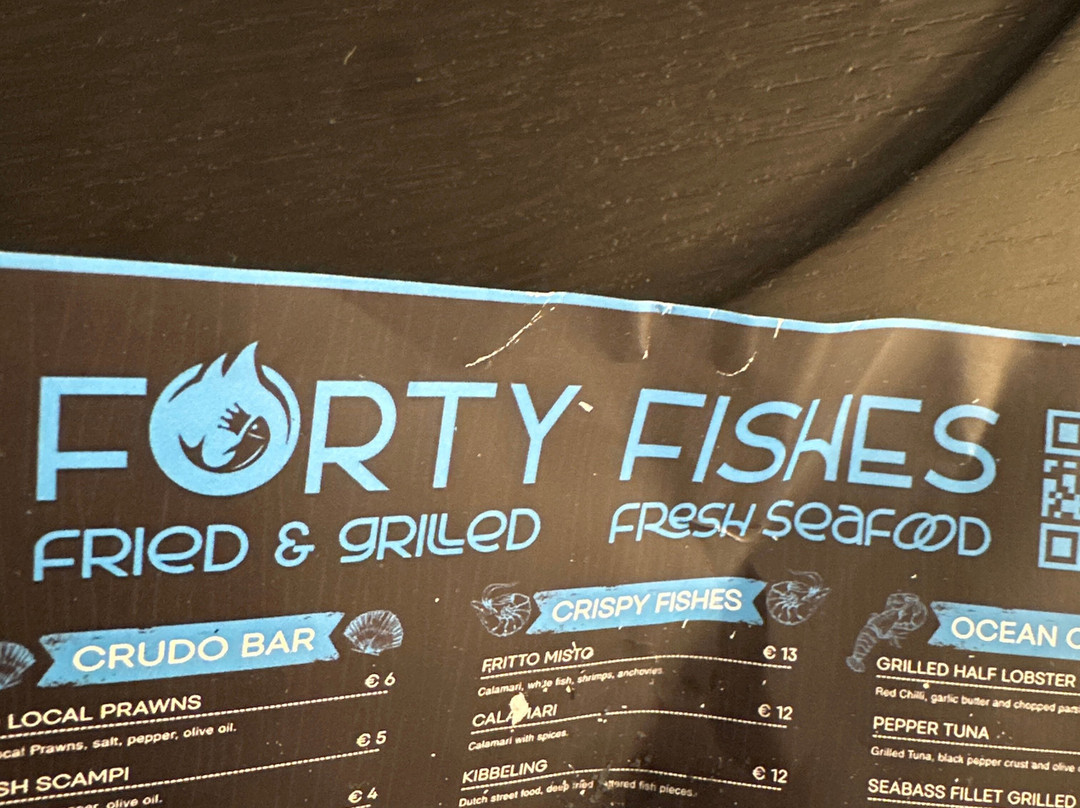 FORTY FISHES
FRIED & GRILLED FRESH SEAFOOD
CRUDO BAR
LOCAL PRAWNS € 6
Prawns, salt, pepper, olive oil.
SCAMPI € 5
olive oil.
€ 4
CRISPY FISHES
FRITTO MISTO € 13
Calamari, white fish, shrimps, anchovies.
CALAMARI € 12
Calamari with spices.
KIBBELING € 12
Dutch street food, deep fried fish pieces.
OCEAN
GRILLED HALF LOBSTER
Red Chilli, garlic butter and chopped
PEPPER TUNA
Grilled Tuna, black pepper crust and olive
SEABASS FILLET GRILLED